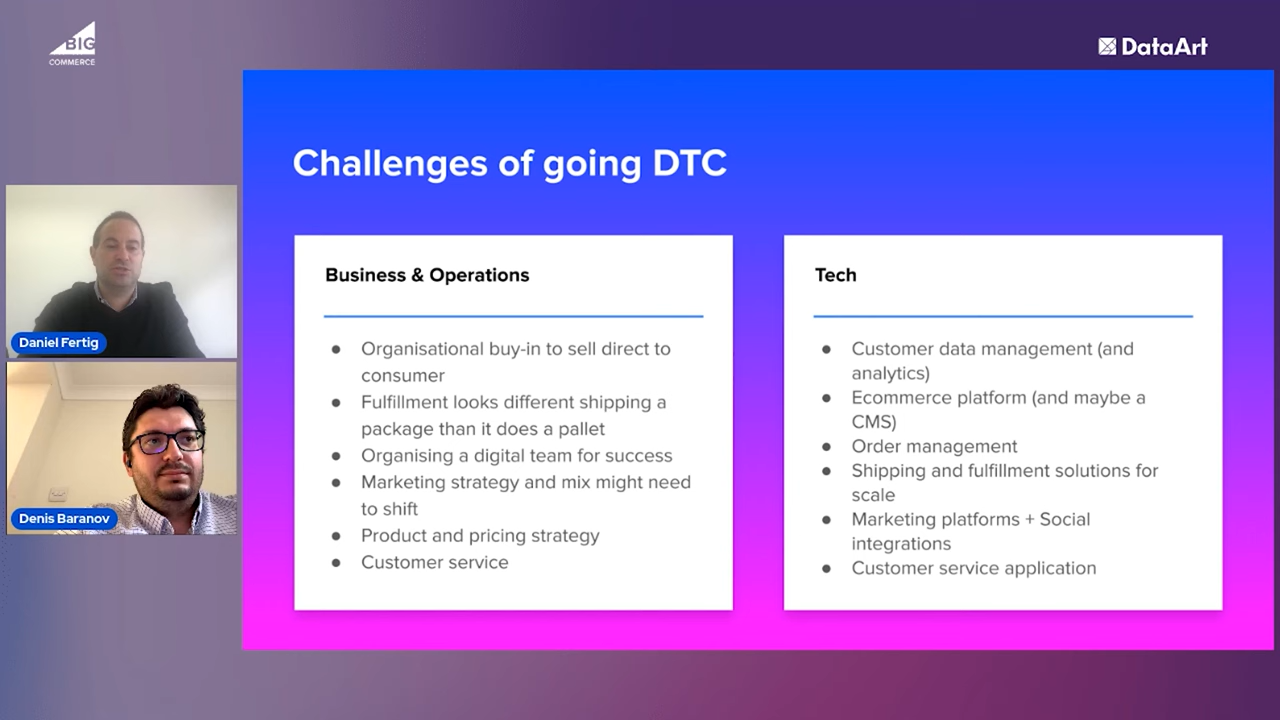 BIG
COMMERCE
DataArt
Challenges of going DTC
Daniel Fertig
Denis Baranov
Business & Operations
● Organisational buy-in to sell direct to
consumer
● Fulfillment looks different shipping a
package than it does a pallet
● Organising a digital team for success
● Marketing strategy and mix might need
to shift
● Product and pricing strategy
● Customer service
Tech
● Customer data management (and
analytics)
● Ecommerce platform (and maybe a
CMS)
● Order management
● Shipping and fulfillment solutions for
scale
● Marketing platforms + Social
integrations
● Customer service application